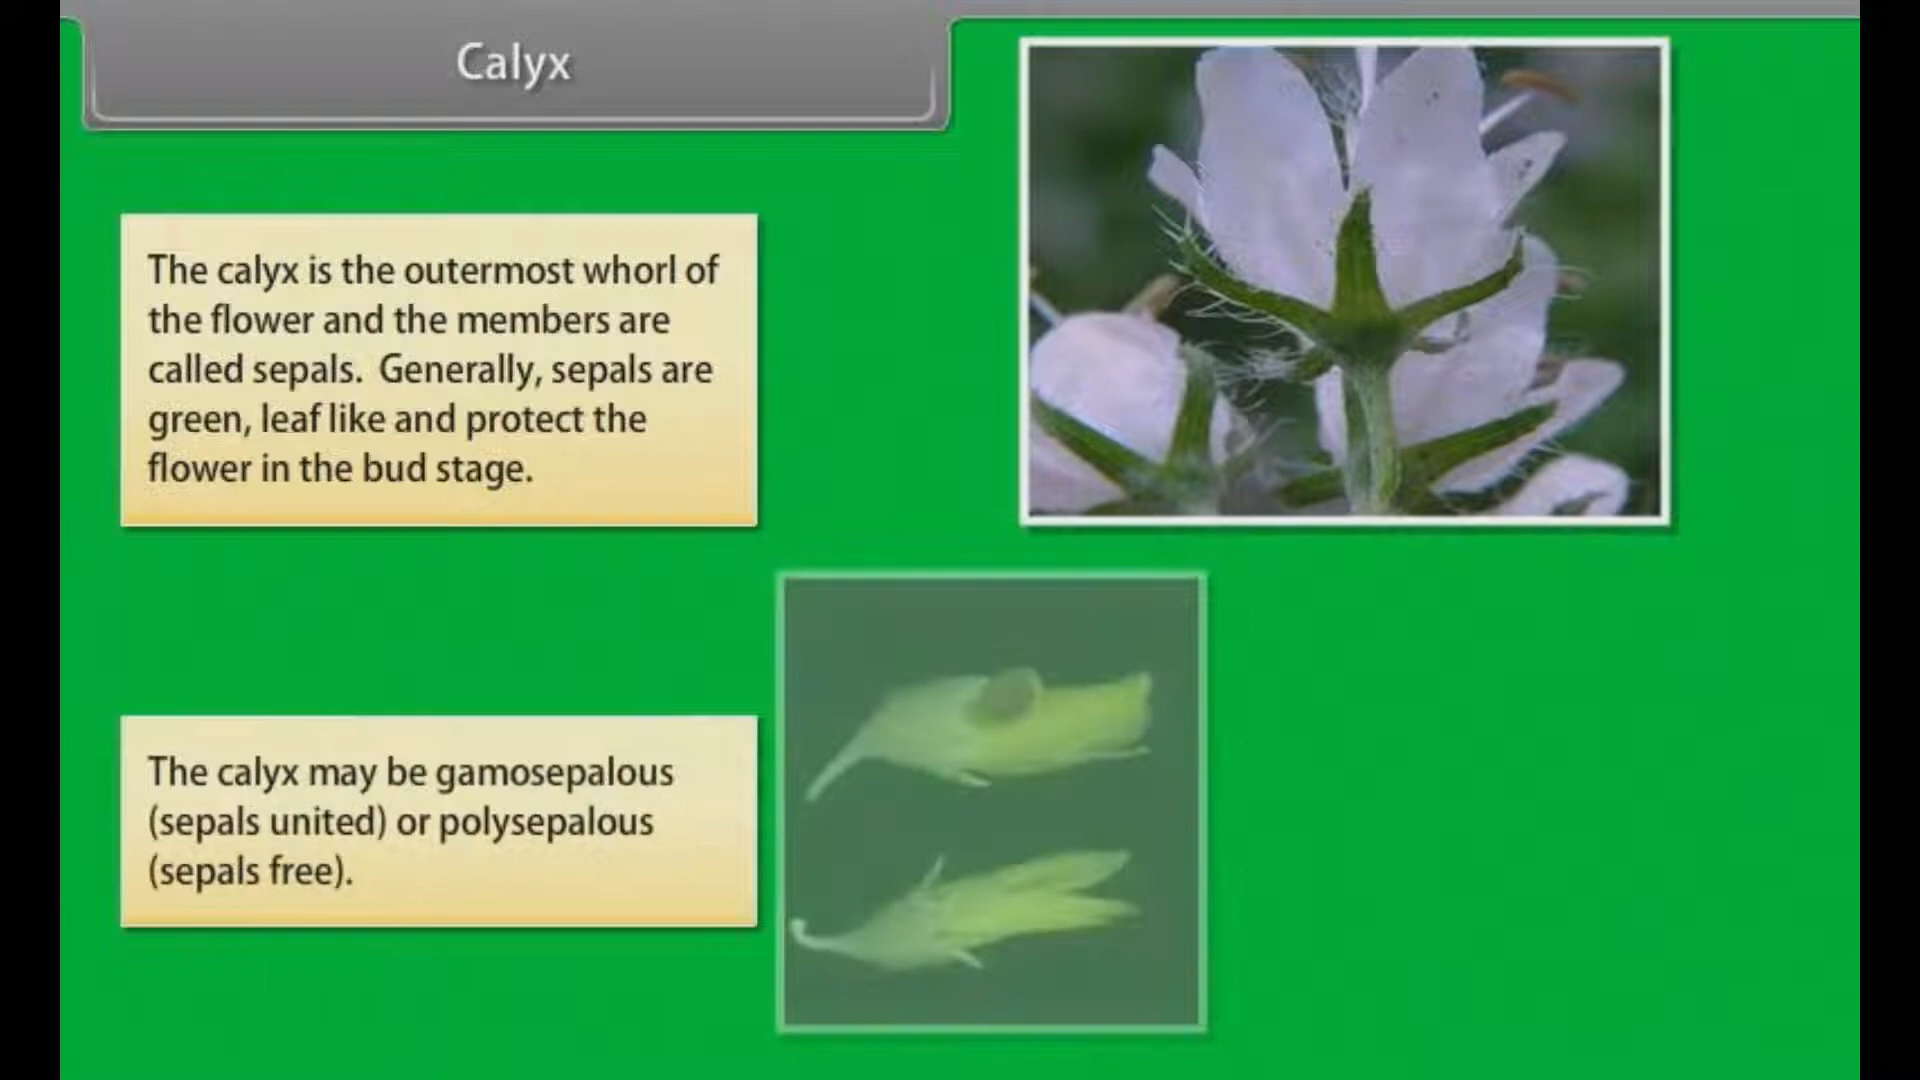 Calyx
The calyx is the outermost whorl of
the flower and the members are
called sepals.  Generally, sepals are
green, leaf like and protect the
flower in the bud stage.
The calyx may be gamosepalous
(sepals united) or polysepalous
(sepals free).